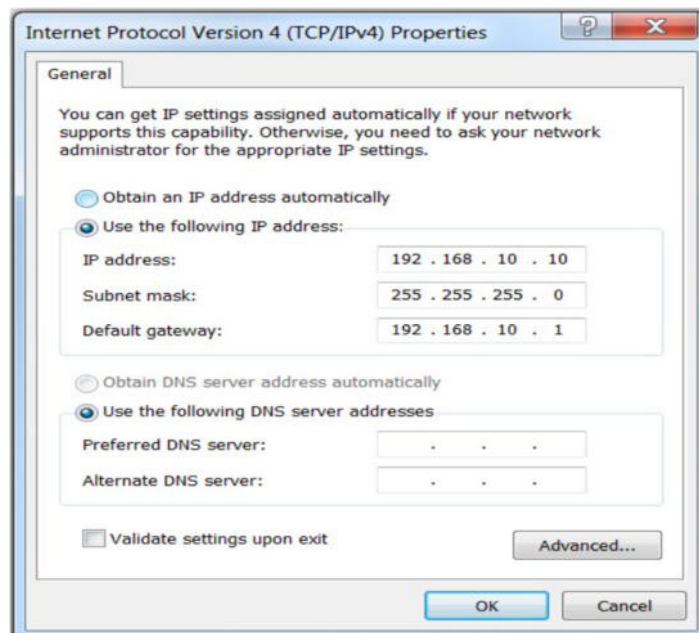 Internet Protocol Version 4 (TCP/IPv4) Properties
General
You can get IP settings assigned automatically if your network
supports this capability. Otherwise, you need to ask your network
administrator for the appropriate IP settings.
Obtain an IP address automatically
Use the following IP address:
IP address: 192 . 168 . 10 . 10
Subnet mask: 255 . 255 . 255 . 0
Default gateway: 192 . 168 . 10 . 1
Obtain DNS server address automatically
Use the following DNS server addresses
Preferred DNS server: . . .
Alternate DNS server: . . .
Validate settings upon exit
Advanced...
OK Cancel